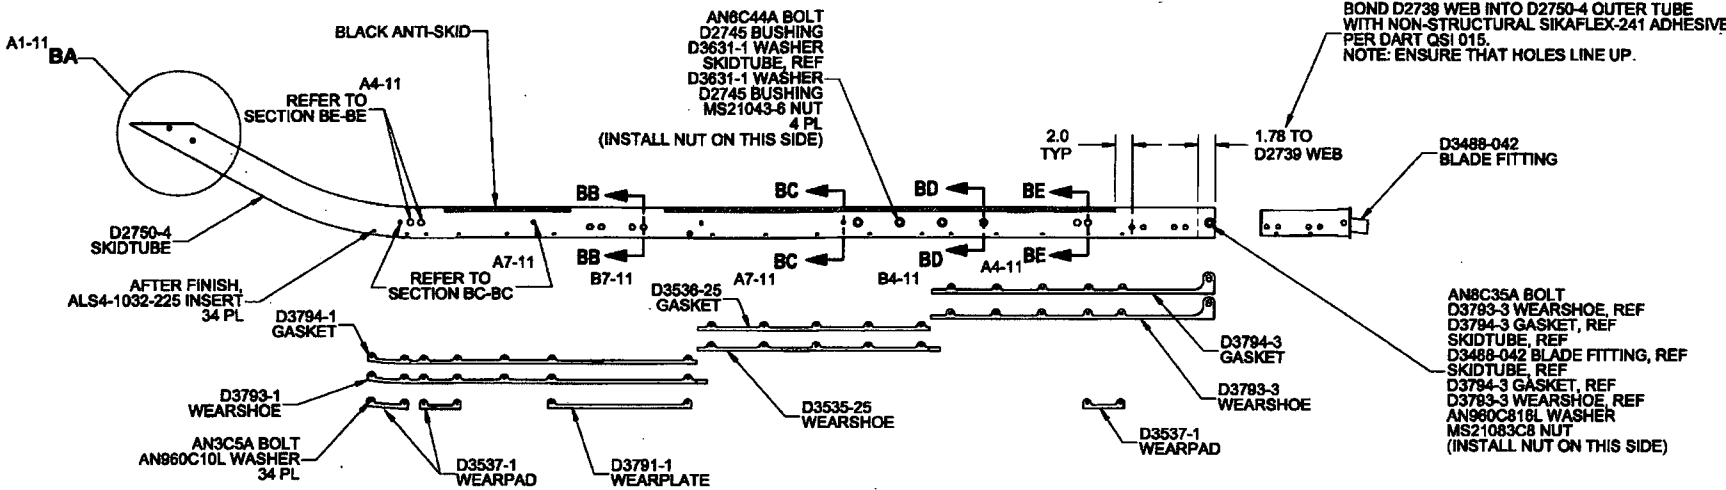 A1-11
BA
BLACK ANTI-SKID
A4-11
REFER TO
SECTION BE-BE
AN6C44A BOLT
D2745 BUSHING
D3631-1 WASHER
SKIDTUBE, REF
D3631-1 WASHER
D2745 BUSHING
MS21043-6 NUT
4 PL
(INSTALL NUT ON THIS SIDE)
BOND D2739 WEB INTO D2750-4 OUTER TUBE
WITH NON-STRUCTURAL SIKAFLEX-241 ADHESIVE
PER DART QSI 015.
NOTE: ENSURE THAT HOLES LINE UP.
2.0
TYP
1.78 TO
D2739 WEB
D3488-042
BLADE FITTING
BB
BC
BD
BE
D2750-4
SKIDTUBE
BB
BC
BD
BE
A7-11
B7-11
A7-11
B4-11
A4-11
REFER TO
SECTION BC-BC
AFTER FINISH,
ALS4-1032-225 INSERT
34 PL
D3794-1
GASKET
D3536-25
GASKET
D3794-3
GASKET
D3793-1
WEARSHOE
D3535-25
WEARSHOE
D3793-3
WEARSHOE
AN3C5A BOLT
AN960C10L WASHER
34 PL
D3537-1
WEARPAD
D3791-1
WEARPLATE
D3537-1
WEARPAD
AN8C35A BOLT
D3793-3 WEARSHOE, REF
D3794-3 GASKET, REF
SKIDTUBE, REF
D3488-042 BLADE FITTING, REF
SKIDTUBE, REF
D3794-3 GASKET, REF
D3793-3 WEARSHOE, REF
AN960C816L WASHER
MS21083C8 NUT
(INSTALL NUT ON THIS SIDE)